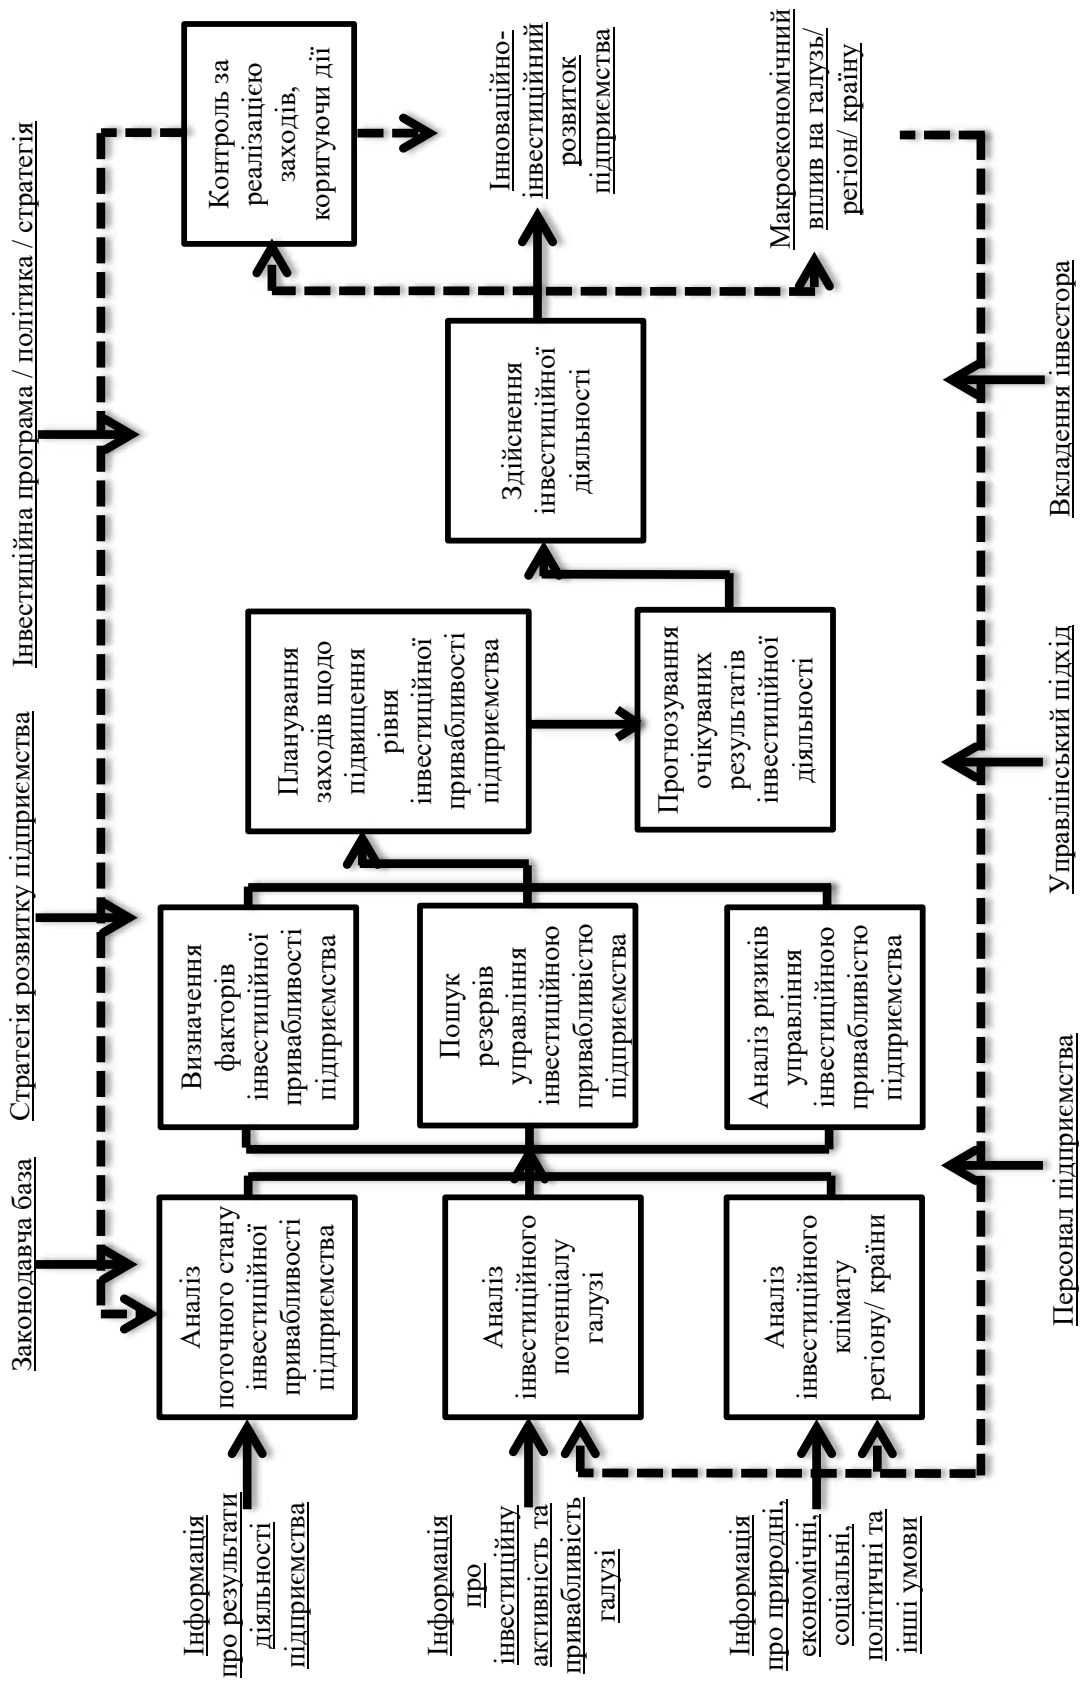 Законодавча база
Стратегія розвитку підприємства
Інвестиційна програма / політика / стратегія
Інформація
про результати
діяльності
підприємства
Аналіз
поточного стану
інвестиційної
привабливості
підприємства
Визначення
факторів
інвестиційної
привабливості
підприємства
Планування
заходів щодо
підвищення
рівня
інвестиційної
привабливості
підприємства
Контроль за
реалізацією
заходів,
коригуючи дії
Інформація
про
інвестиційну
активність та
привабливість
галузі
Аналіз
інвестиційного
потенціалу
галузі
Пошук
резервів
управління
інвестиційною
привабливістю
підприємства
Здійснення
інвестиційної
діяльності
Інноваційно-
інвестиційний
розвиток
підприємства
Інформація
про природні,
економічні,
соціальні,
політичні та
інші умови
Аналіз
інвестиційного
клімату
регіону/ країни
Аналіз ризиків
управління
інвестиційною
привабливістю
підприємства
Прогнозування
очікуваних
результатів
інвестиційної
діяльності
Макроекономічний
вплив на галузь/
регіон/ країну
Персонал підприємства
Управлінський підхід
Вкладення інвестора